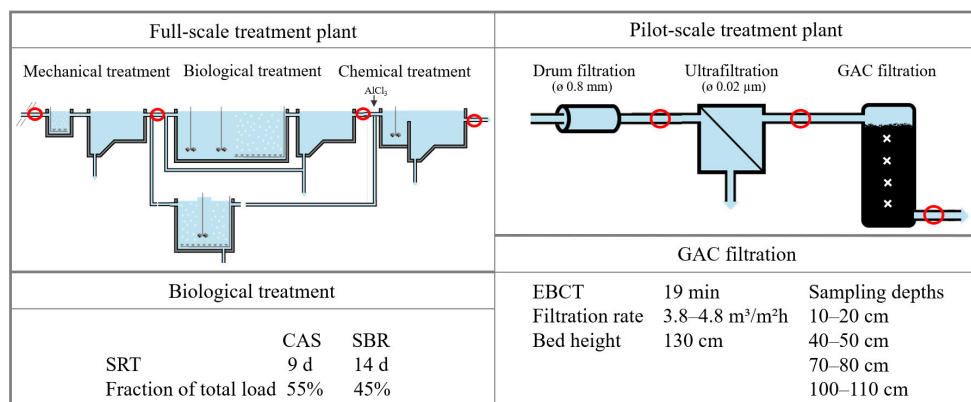 Full-scale treatment plant
Mechanical treatment Biological treatment Chemical treatment
AlCl₃
Biological treatment
CAS SBR
SRT 9 d 14 d
Fraction of total load 55% 45%
Pilot-scale treatment plant
Drum filtration Ultrafiltration GAC filtration
(ø 0.8 mm) (ø 0.02 µm)
GAC filtration
EBCT 19 min Sampling depths
Filtration rate 3.8–4.8 m³/m²h 10–20 cm
Bed height 130 cm 40–50 cm
70–80 cm
100–110 cm